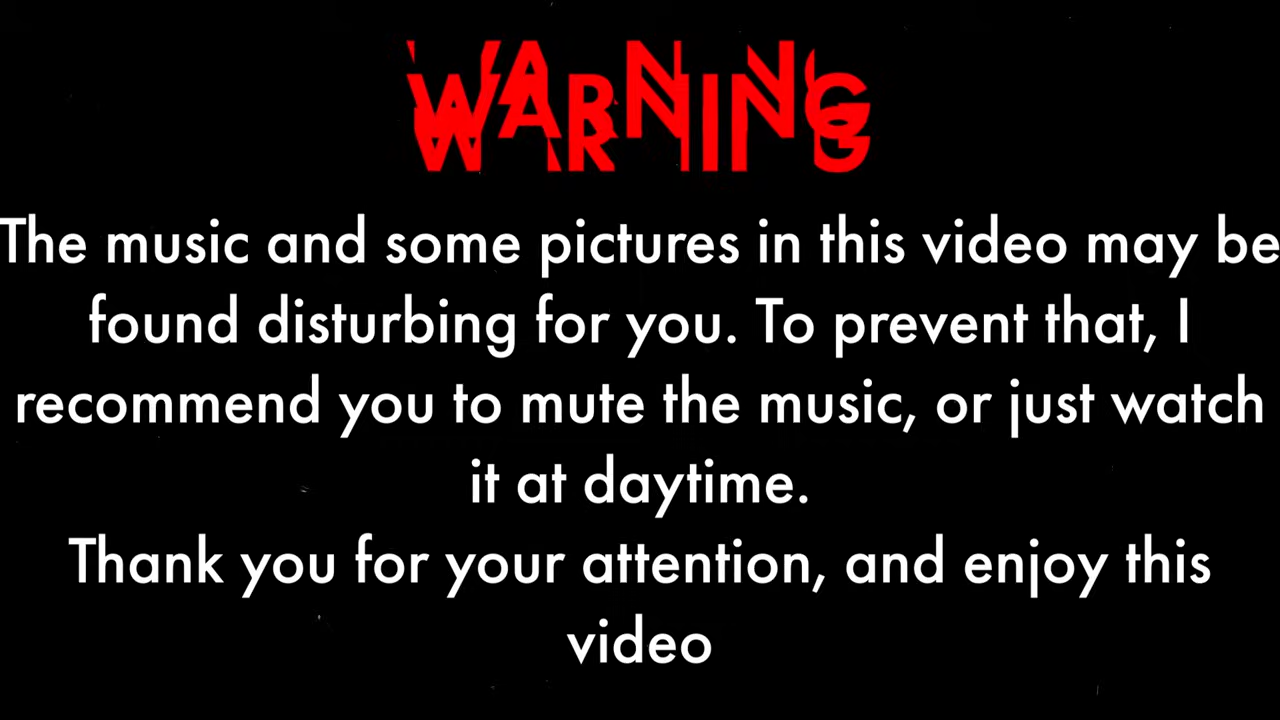 WARNING
The music and some pictures in this video may be
found disturbing for you. To prevent that, I
recommend you to mute the music, or just watch
it at daytime.
Thank you for your attention, and enjoy this
video